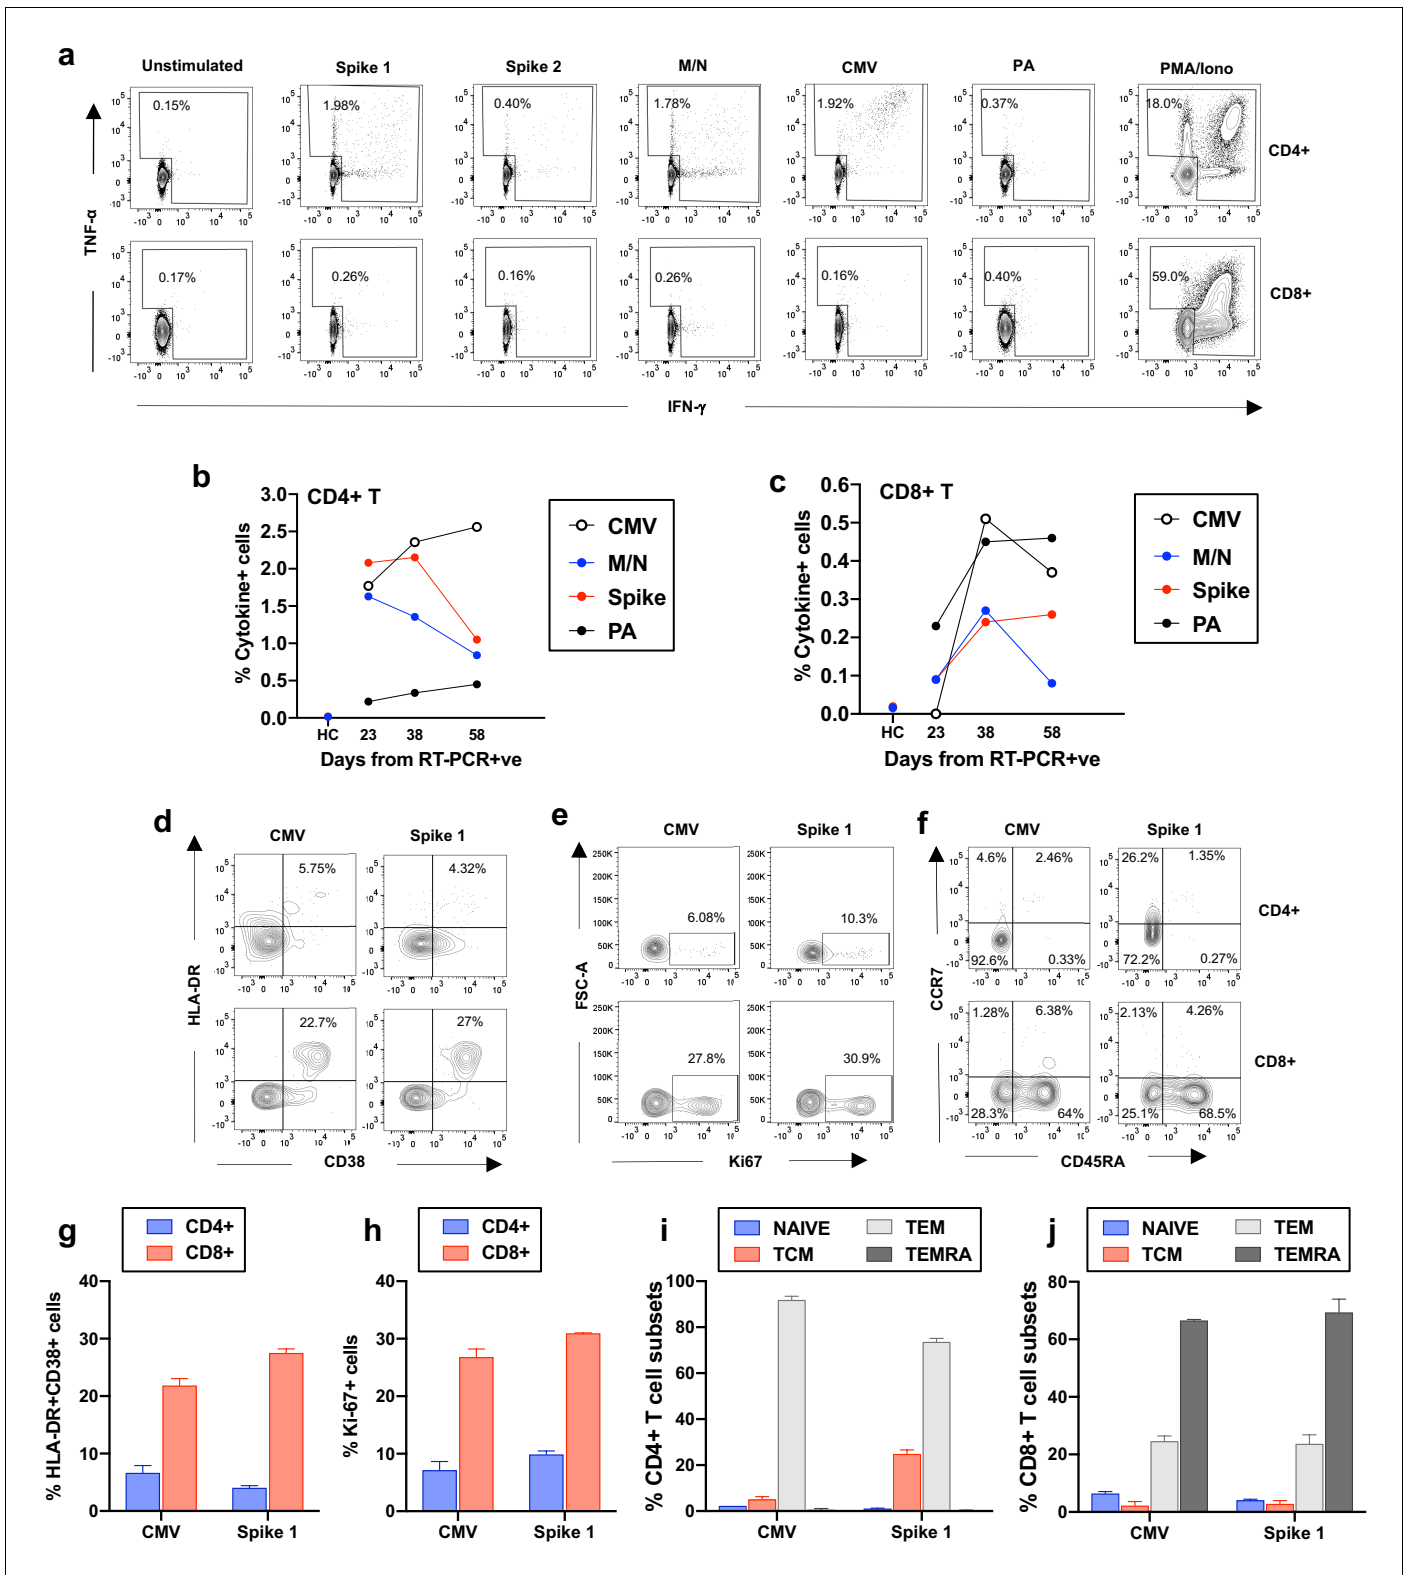 a
Unstimulated Spike 1 Spike 2 M/N CMV PA PMA/Iono
0.15% 1.98% 0.40% 1.78% 1.92% 0.37% 18.0%
CD4+
TNF-α
0.17% 0.26% 0.16% 0.26% 0.16% 0.40% 59.0%
CD8+
IFN-γ
b
CD4+ T
% Cytokine+ cells
3.0
2.5
2.0
1.5
1.0
0.5
0.0
HC 23 38 58
Days from RT-PCR+ve
CMV
M/N
Spike
PA
c
CD8+ T
% Cytokine+ cells
0.6
0.5
0.4
0.3
0.2
0.1
0.0
HC 23 38 58
Days from RT-PCR+ve
CMV
M/N
Spike
PA
d
CMV Spike 1
5.75% 4.32%
HLA-DR
22.7% 27%
CD38
e
CMV Spike 1
6.08% 10.3%
FSC-A
27.8% 30.9%
Ki67
f
CMV Spike 1
4.6% 2.46% 26.2% 1.35%
CD4+
92.6% 0.33% 72.2% 0.27%
CCR7
1.28% 6.38% 2.13% 4.26%
CD8+
28.3% 64% 25.1% 68.5%
CD45RA
g
CD4+
CD8+
% HLA-DR+CD38+ cells
40
30
20
10
0
CMV Spike 1
h
CD4+
CD8+
% Ki-67+ cells
40
30
20
10
0
CMV Spike 1
i
NAIVE TEM
TCM TEMRA
% CD4+ T cell subsets
100
80
60
40
20
0
CMV Spike 1
j
NAIVE TEM
TCM TEMRA
% CD8+ T cell subsets
80
60
40
20
0
CMV Spike 1